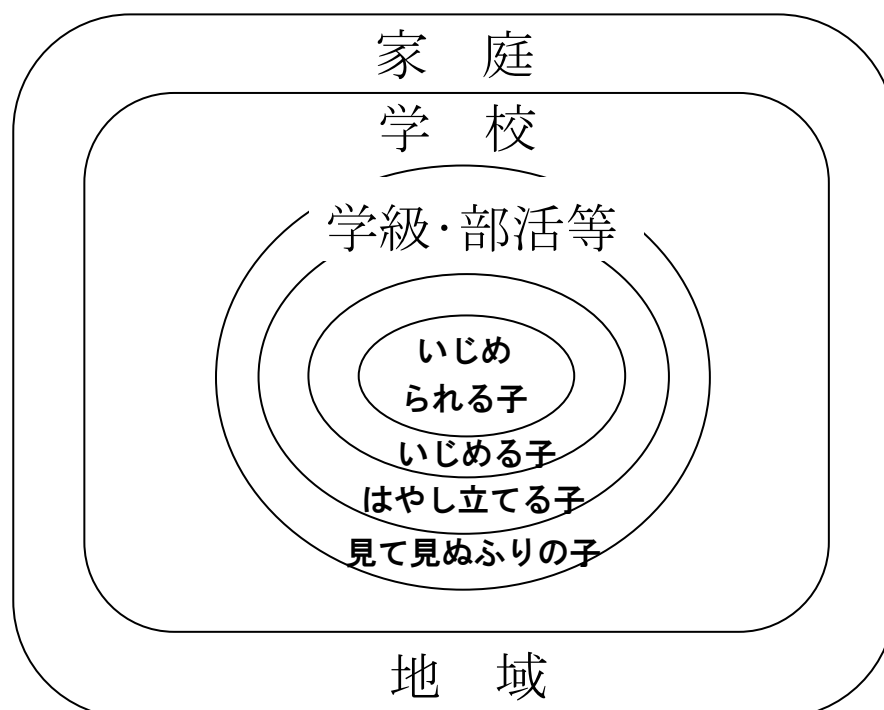 家　庭
学　校
学級・部活等
いじめ
られる子
いじめる子
はやし立てる子
見て見ぬふりの子
地　域